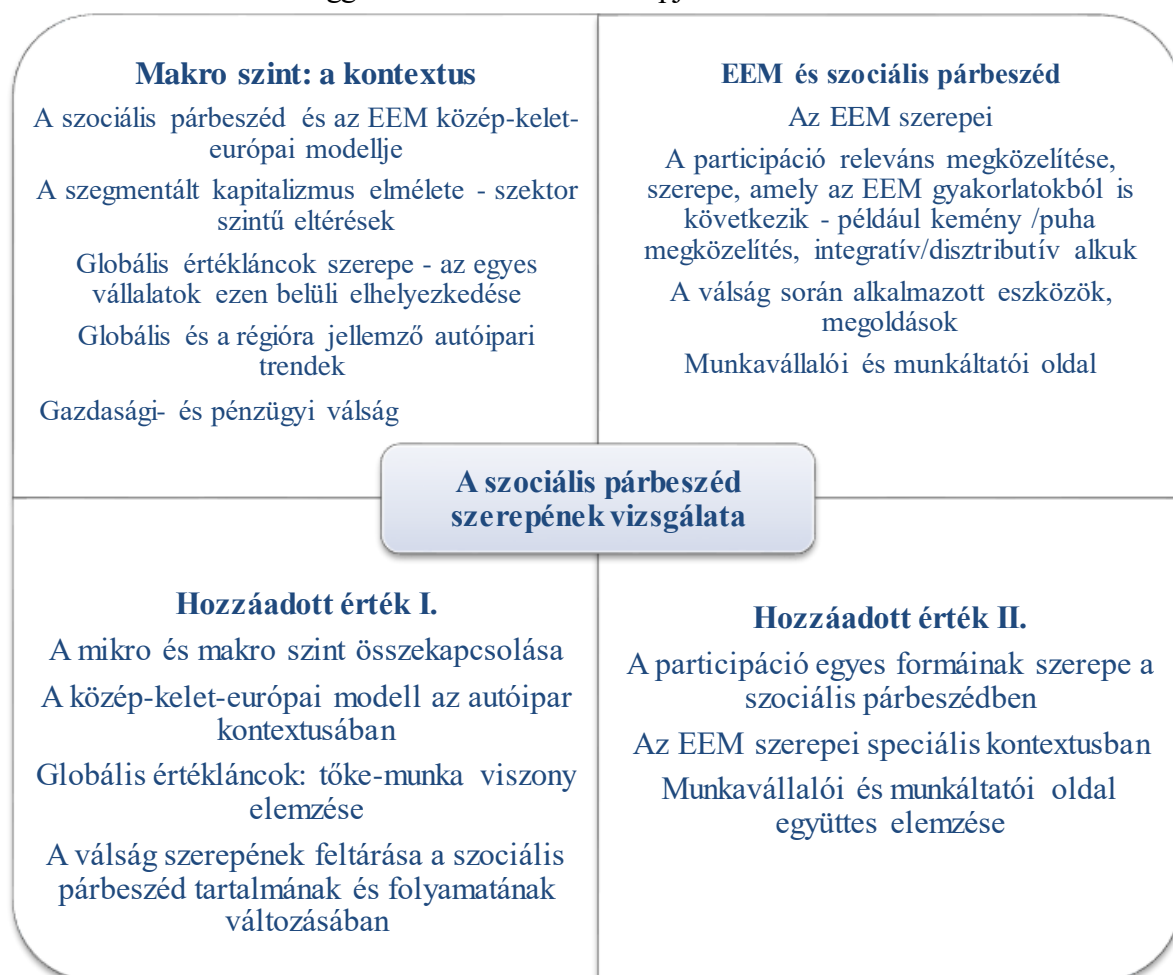 Makro szint: a kontextus
A szociális párbeszéd és az EEM közép-kelet-
európai modellje
A szegmentált kapitalizmus elmélete - szektor
szintű eltérések
Globális értékláncok szerepe - az egyes
vállalatok ezen belüli elhelyezkedése
Globális és a régióra jellemző autóipari
trendek
Gazdasági- és pénzügyi válság
EEM és szociális párbeszéd
Az EEM szerepei
A participáció releváns megközelítése,
szerepe, amely az EEM gyakorlatokból is
következik - például kemény /puha
megközelítés, integratív/disztributív alkuk
A válság során alkalmazott eszközök,
megoldások
Munkavállalói és munkáltatói oldal
A szociális párbeszéd
szerepének vizsgálata
Hozzáadott érték I.
A mikro és makro szint összekapcsolása
A közép-kelet-európai modell az autóipar
kontextusában
Globális értékláncok: tőke-munka viszony
elemzése
A válság szerepének feltárása a szociális
párbeszéd tartalmának és folyamatának
változásában
Hozzáadott érték II.
A participáció egyes formáinak szerepe a
szociális párbeszédben
Az EEM szerepei speciális kontextusban
Munkavállalói és munkáltatói oldal
együttes elemzése